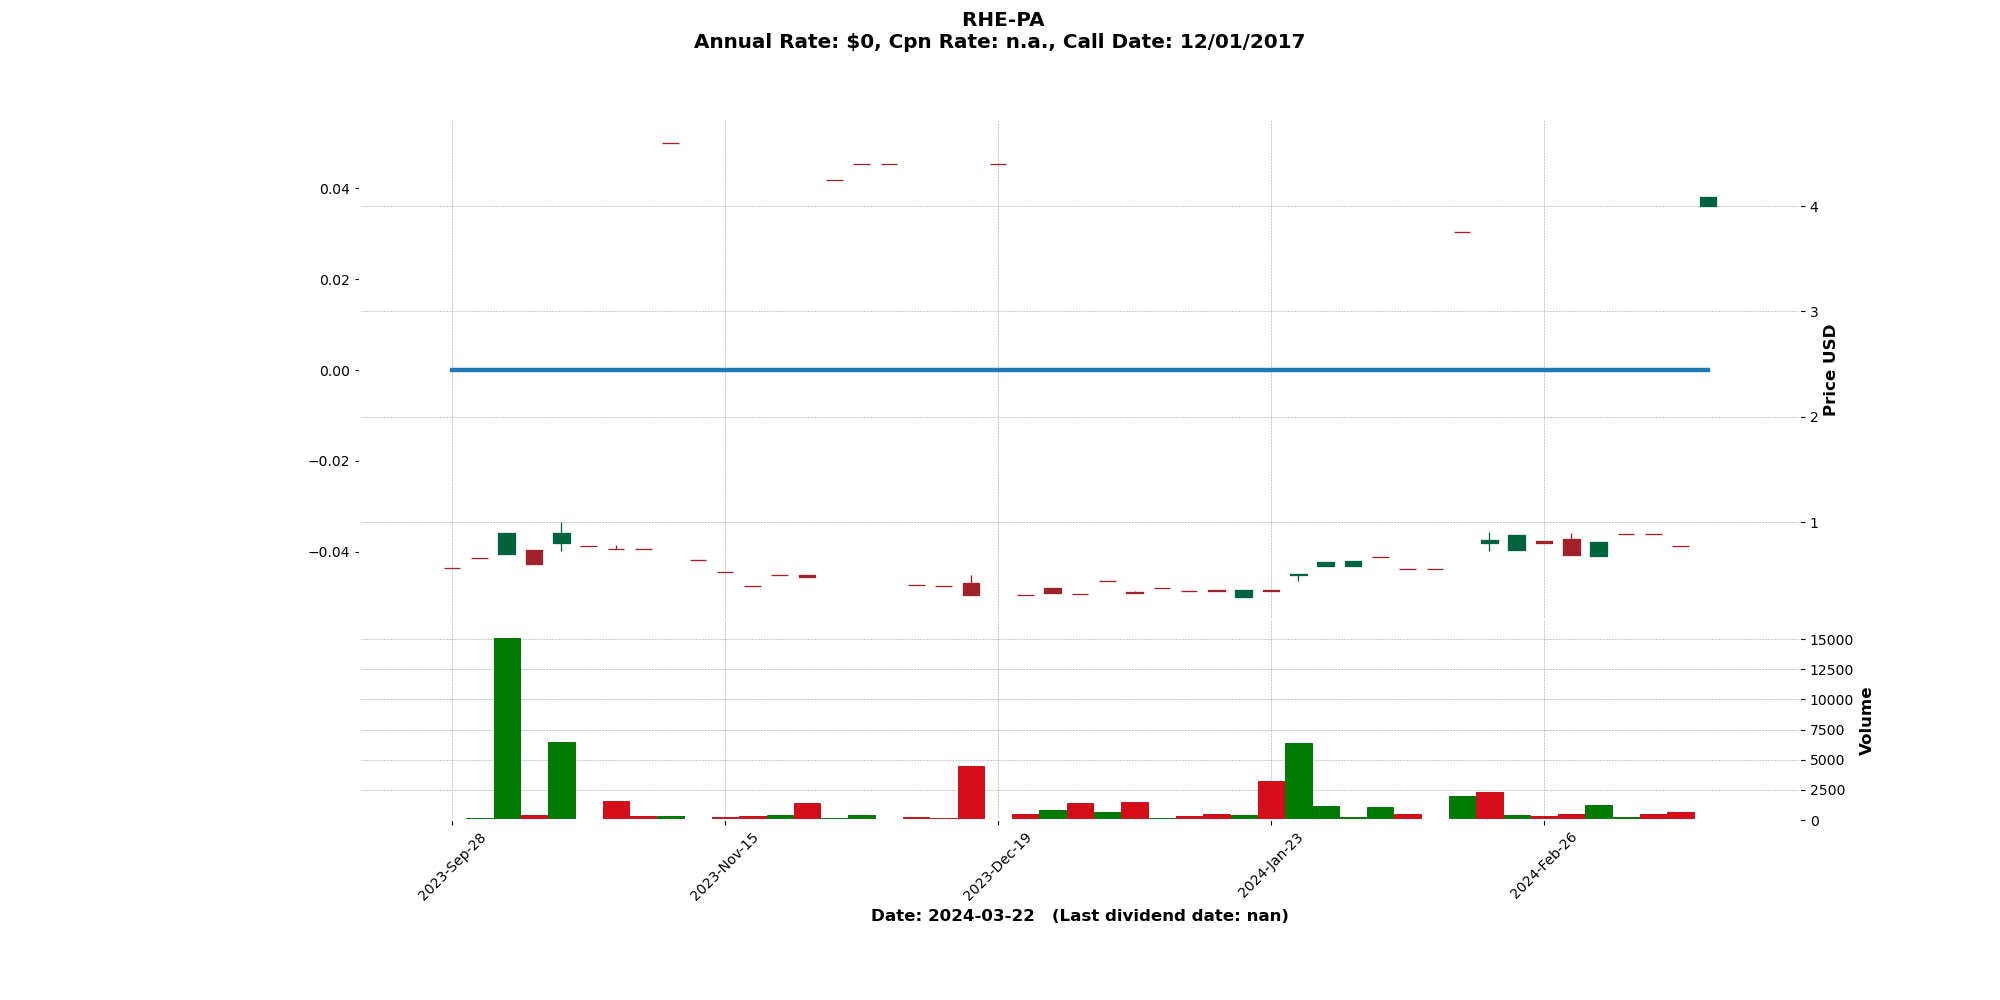 RHE-PA
Annual Rate: $0, Cpn Rate: n.a., Call Date: 12/01/2017
0.04
0.02
0.00
−0.02
−0.04
4
3
2
1
Price USD
15000
12500
10000
7500
5000
2500
0
Volume
2023-Sep-28
2023-Nov-15
2023-Dec-19
2024-Jan-23
2024-Feb-26
Date: 2024-03-22   (Last dividend date: nan)